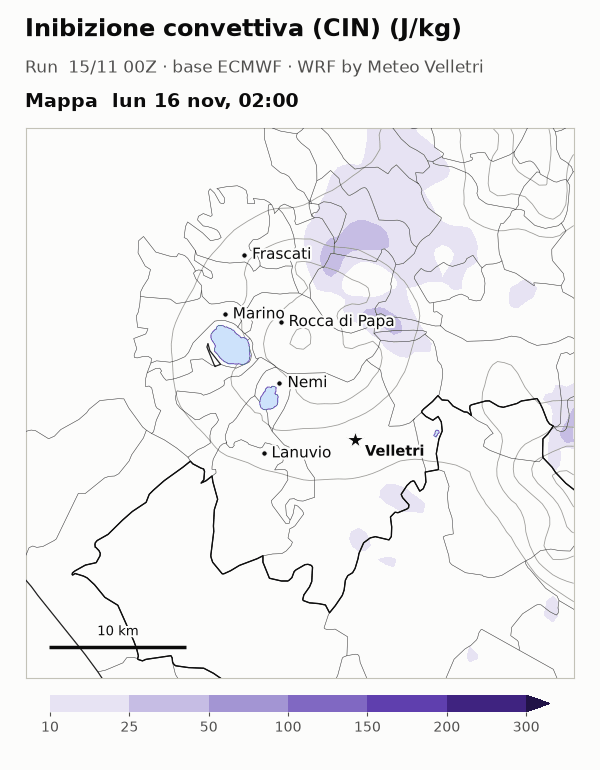 Inibizione convettiva (CIN) (J/kg)
Run 15/11 00Z · base ECMWF · WRF by Meteo Velletri
Mappa lun 16 nov, 02:00
Frascati
Marino
Rocca di Papa
Nemi
Velletri
Lanuvio
10 km
10 25 50 100 150 200 300